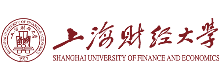 上海财经大学
SHANGHAI UNIVERSITY OF FINANCE AND ECONOMICS